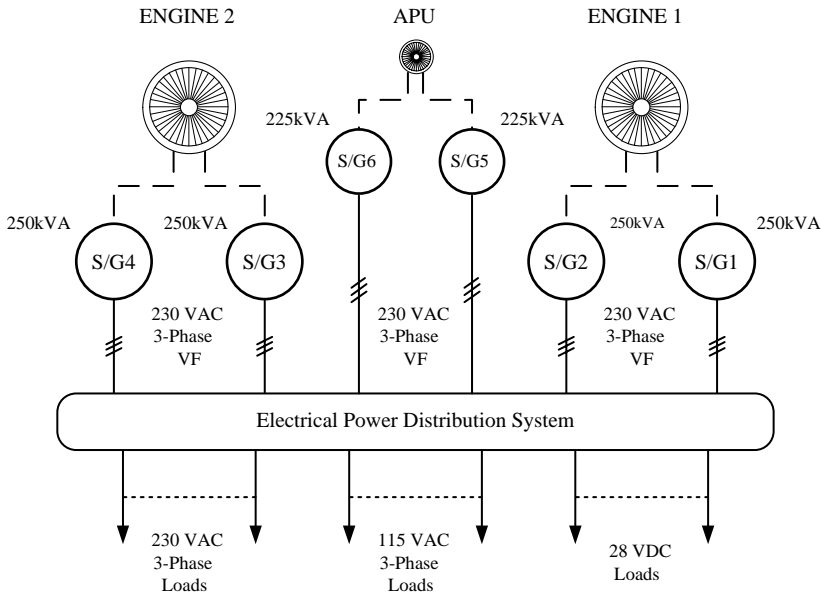 ENGINE 2
APU
ENGINE 1
225kVA
225kVA
S/G6
S/G5
250kVA
250kVA
250kVA
250kVA
S/G4
S/G3
S/G2
S/G1
230 VAC
3-Phase
VF
230 VAC
3-Phase
VF
230 VAC
3-Phase
VF
Electrical Power Distribution System
230 VAC
3-Phase
Loads
115 VAC
3-Phase
Loads
28 VDC
Loads